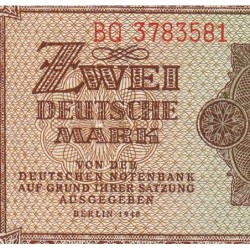 BQ 3783581
ZWEI
DEUTSCHE
MARK
VON DER
DEUTSCHEN NOTENBANK
AUF GRUND IHRER SATZUNG
AUSGEGEBEN
BERLIN 1948